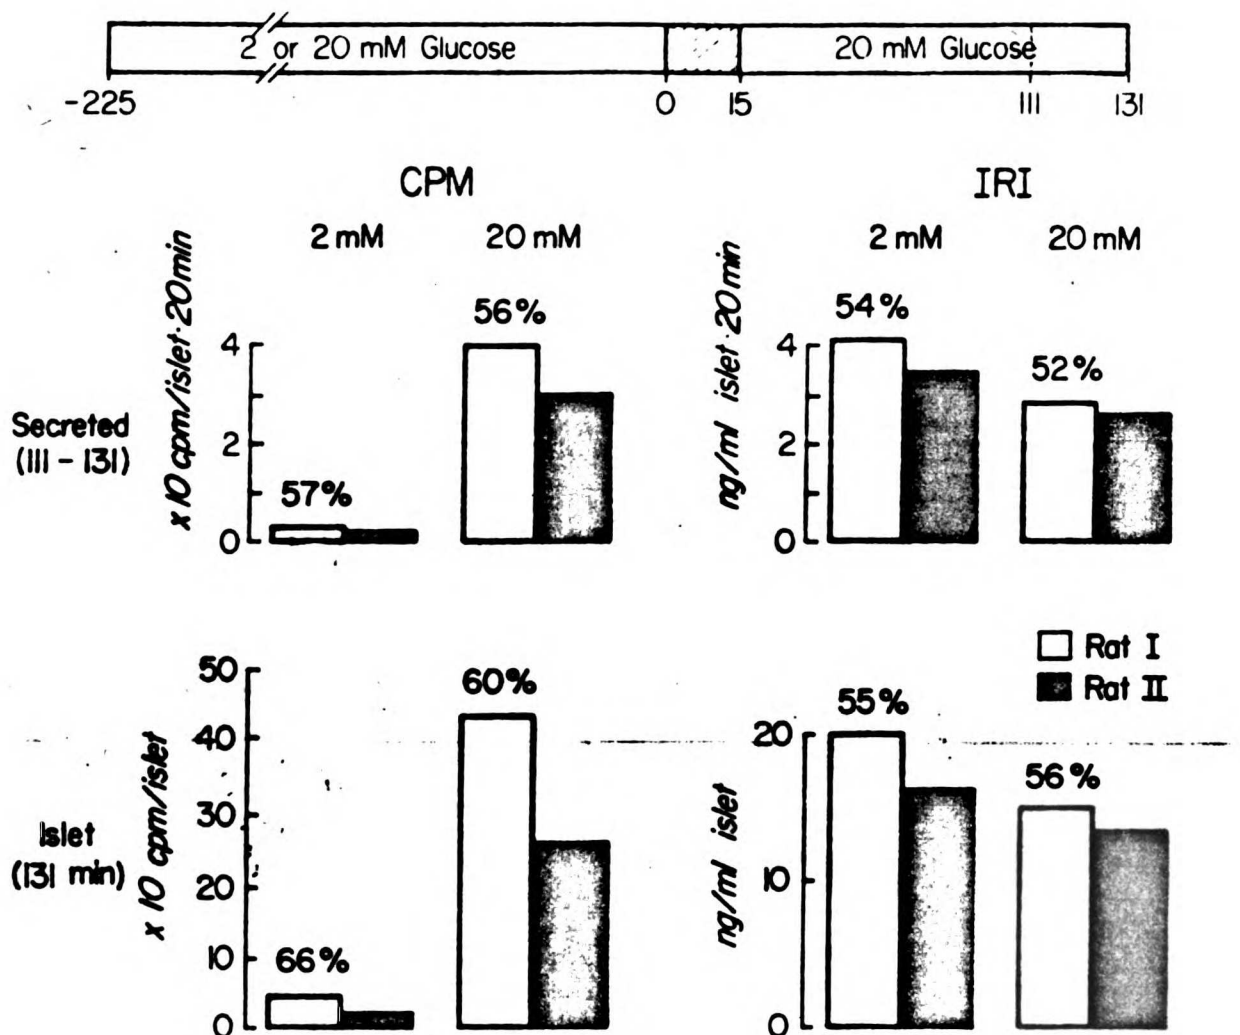 2 or 20 mM Glucose
20 mM Glucose
-225
0
15
111
131
CPM
IRI
2 mM
20 mM
2 mM
20 mM
Secreted
(111 - 131)
x 10 cpm/islet·20min
4
2
0
57%
56%
ng/ml islet·20min
4
2
0
54%
52%
Rat I
Rat II
Islet
(131 min)
x 10 cpm/islet
50
40
30
20
10
0
66%
60%
ng/ml islet
20
10
0
55%
56%